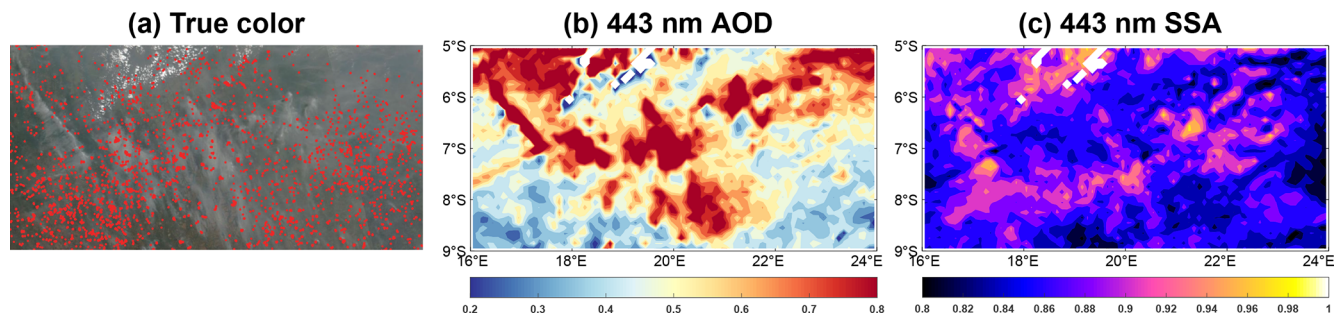 (a) True color
(b) 443 nm AOD
(c) 443 nm SSA
5°S
6°S
7°S
8°S
9°S
16°E
18°E
20°E
22°E
24°E
0.2
0.3
0.4
0.5
0.6
0.7
0.8
5°S
6°S
7°S
8°S
9°S
16°E
18°E
20°E
22°E
24°E
0.8
0.82
0.84
0.86
0.88
0.9
0.92
0.94
0.96
0.98
1